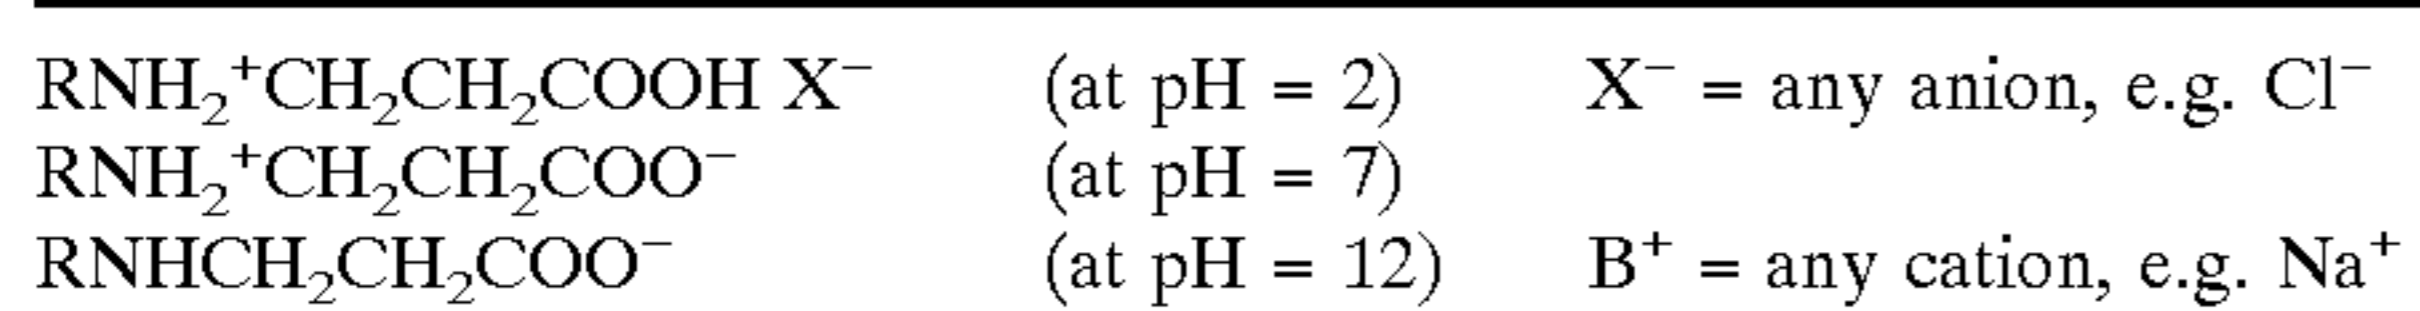 RNH₂⁺CH₂CH₂COOH X⁻ (at pH = 2) X⁻ = any anion, e.g. Cl⁻
RNH₂⁺CH₂CH₂COO⁻ (at pH = 7)
RNHCH₂CH₂COO⁻ (at pH = 12) B⁺ = any cation, e.g. Na⁺